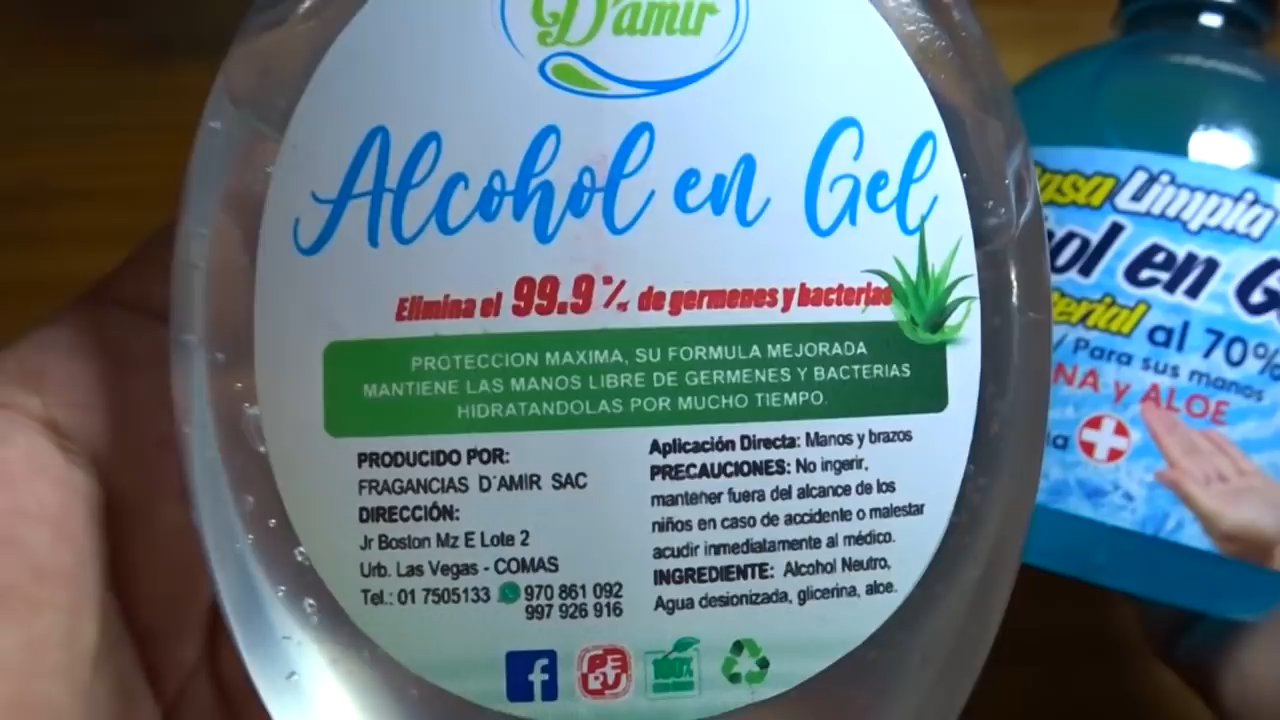 D'amir
Alcohol en Gel
Elimina el 99.9% de germenes y bacterias
PROTECCION MAXIMA, SU FORMULA MEJORADA
MANTIENE LAS MANOS LIBRE DE GERMENES Y BACTERIAS
HIDRATANDOLAS POR MUCHO TIEMPO.
PRODUCIDO POR:
FRAGANCIAS D´AMIR SAC
DIRECCIÓN:
Jr Boston Mz E Lote 2
Urb. Las Vegas - COMAS
Tel.: 01 7505133 970 861 092
997 926 916
Aplicación Directa: Manos y brazos
PRECAUCIONES: No ingerir,
mantener fuera del alcance de los
niños en caso de accidente o malestar
acudir inmediatamente al médico.
INGREDIENTE: Alcohol Neutro,
Agua desionizada, glicerina, aloe.
f
PE
RU
100%
Limpia
en G
al 70%
/ Para sus manos
NA y ALOE